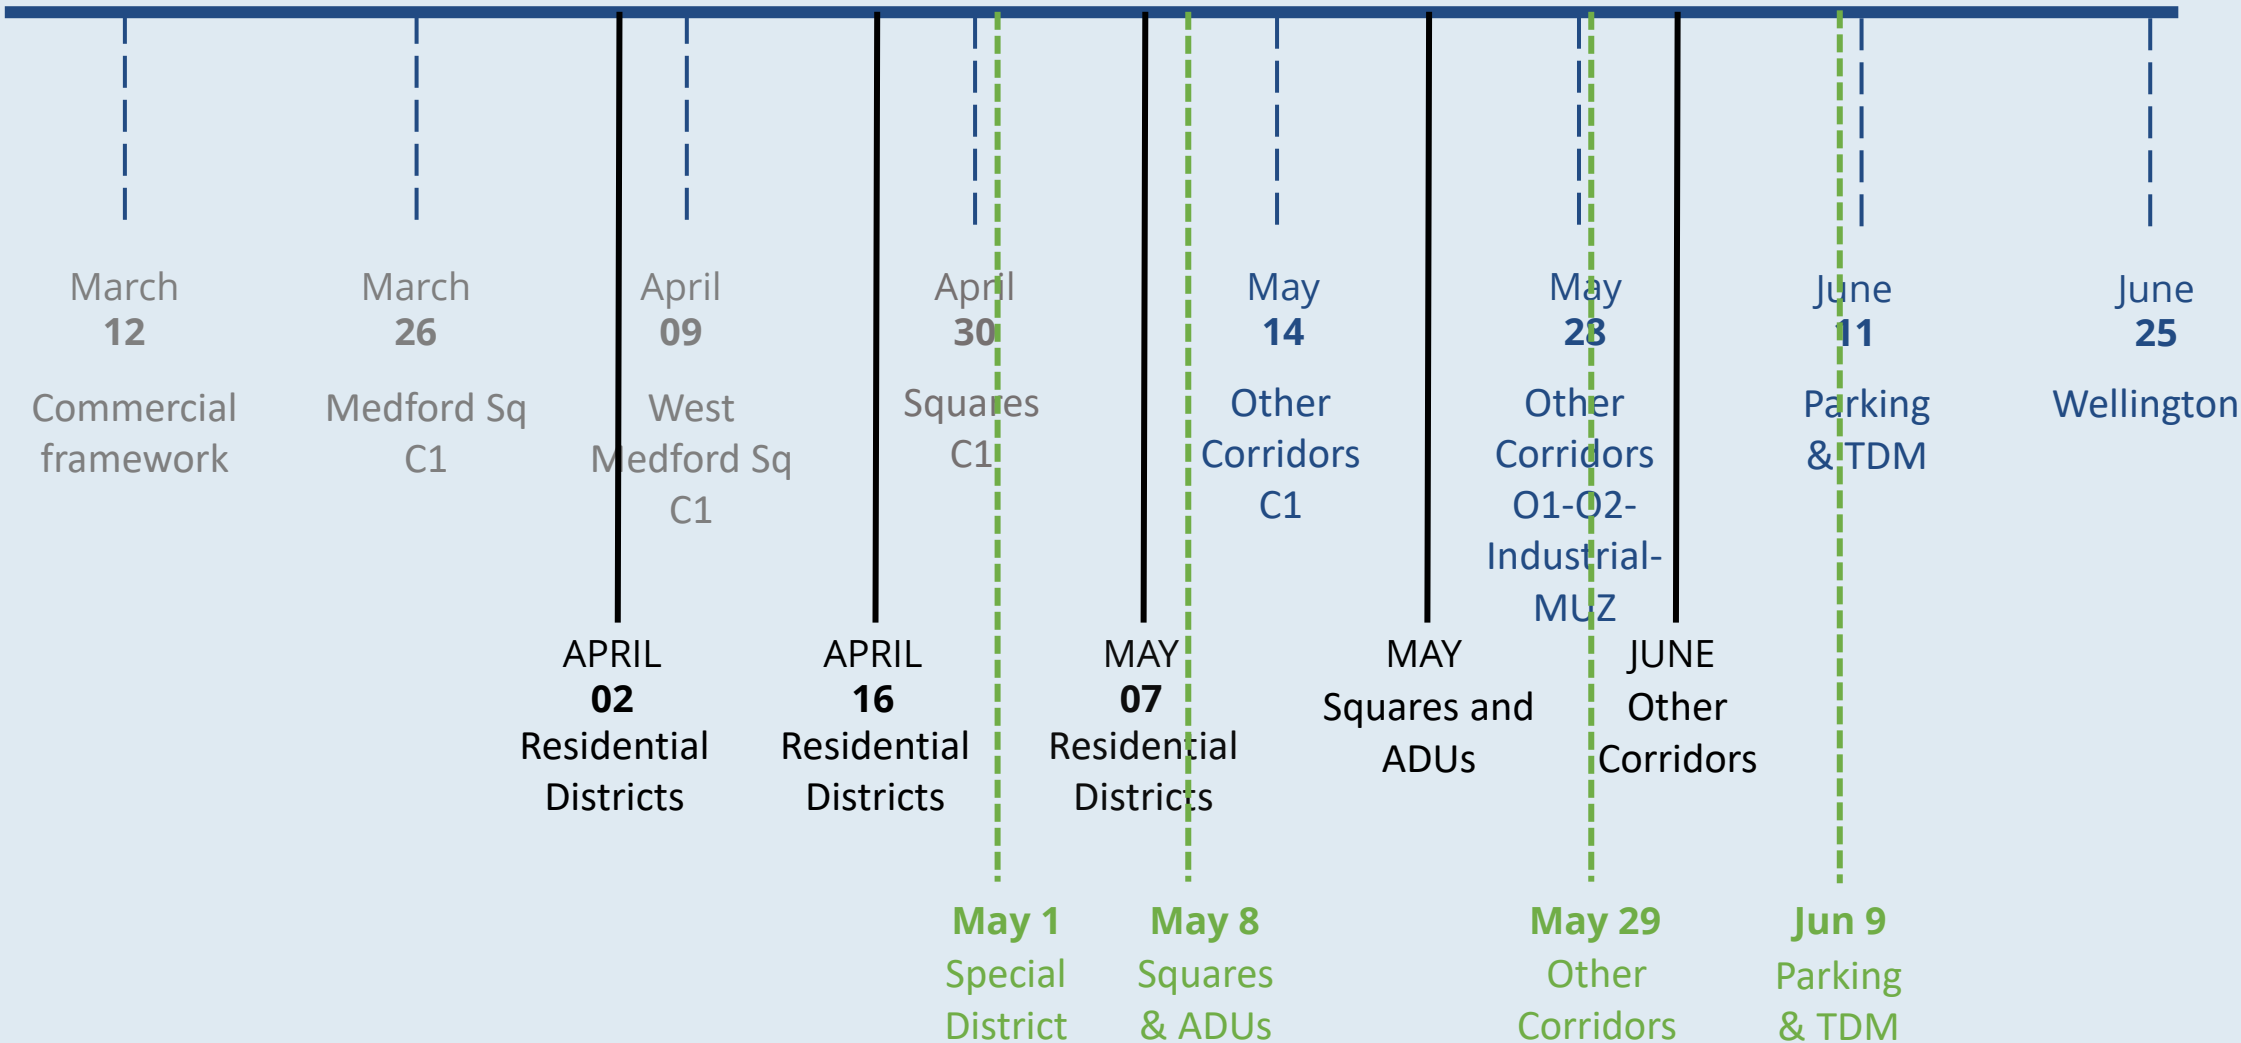 March
12
Commercial
framework
March
26
Medford Sq
C1
April
09
West
Medford Sq
C1
April
30
Squares
C1
May
14
Other
Corridors
C1
May
28
Other
Corridors
O1-O2-
Industrial-
MUZ
June
11
Parking
& TDM
June
25
Wellington
APRIL
02
Residential
Districts
APRIL
16
Residential
Districts
MAY
07
Residential
Districts
MAY
Squares and
ADUs
JUNE
Other
Corridors
May 1
Special
District
May 8
Squares
& ADUs
May 29
Other
Corridors
Jun 9
Parking
& TDM